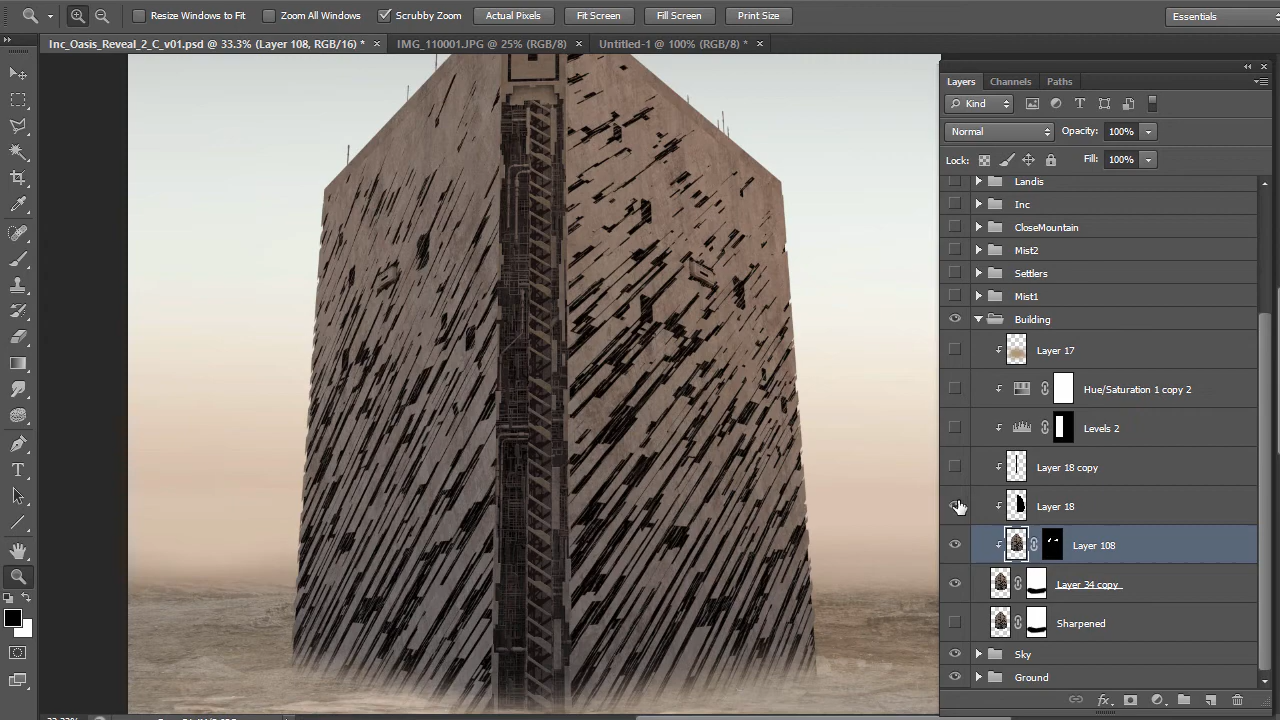 Resize Windows to Fit Zoom All Windows Scrubby Zoom Actual Pixels Fit Screen Fill Screen Print Size Essentials
Inc_Oasis_Reveal_2_C_v01.psd @ 33.3% (Layer 108, RGB/16) * × IMG_110001.JPG @ 25% (RGB/8) × Untitled-1 @ 100% (RGB/8) * ×
Layers Channels Paths
Kind
Normal Opacity: 100%
Lock: Fill: 100%
Landis
Inc
CloseMountain
Mist2
Settlers
Mist1
Building
Layer 17
Hue/Saturation 1 copy 2
Levels 2
Layer 18 copy
Layer 18
Layer 108
Layer 34 copy
Sharpened
Sky
Ground